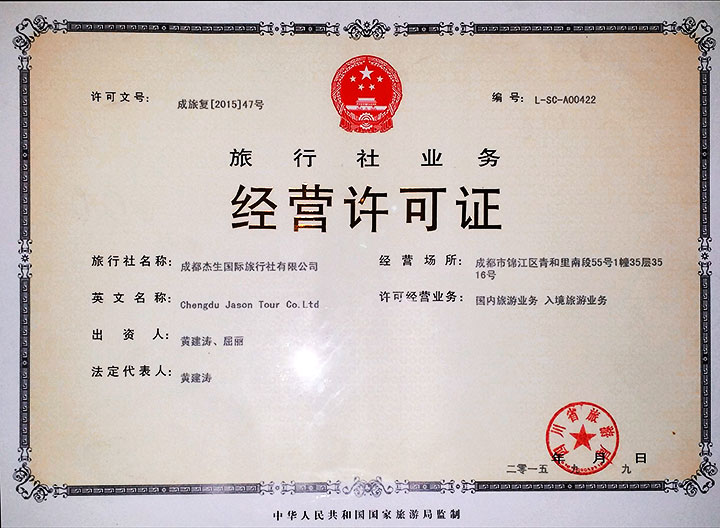 许可文号： 成旅复[2015]47号
编 号： L-SC-A00422
旅行社业务
经营许可证
旅行社名称： 成都杰生国际旅行社有限公司
经 营 场 所： 成都市锦江区青和里南段55号1幢35层35
16号
英 文 名 称： Chengdu Jason Tour Co.Ltd
许可经营业务： 国内旅游业务 入境旅游业务
出 资 人： 黄建涛、屈丽
法定代表人： 黄建涛
四川省旅游局
年 月 日
二〇一五 九
中华人民共和国国家旅游局监制